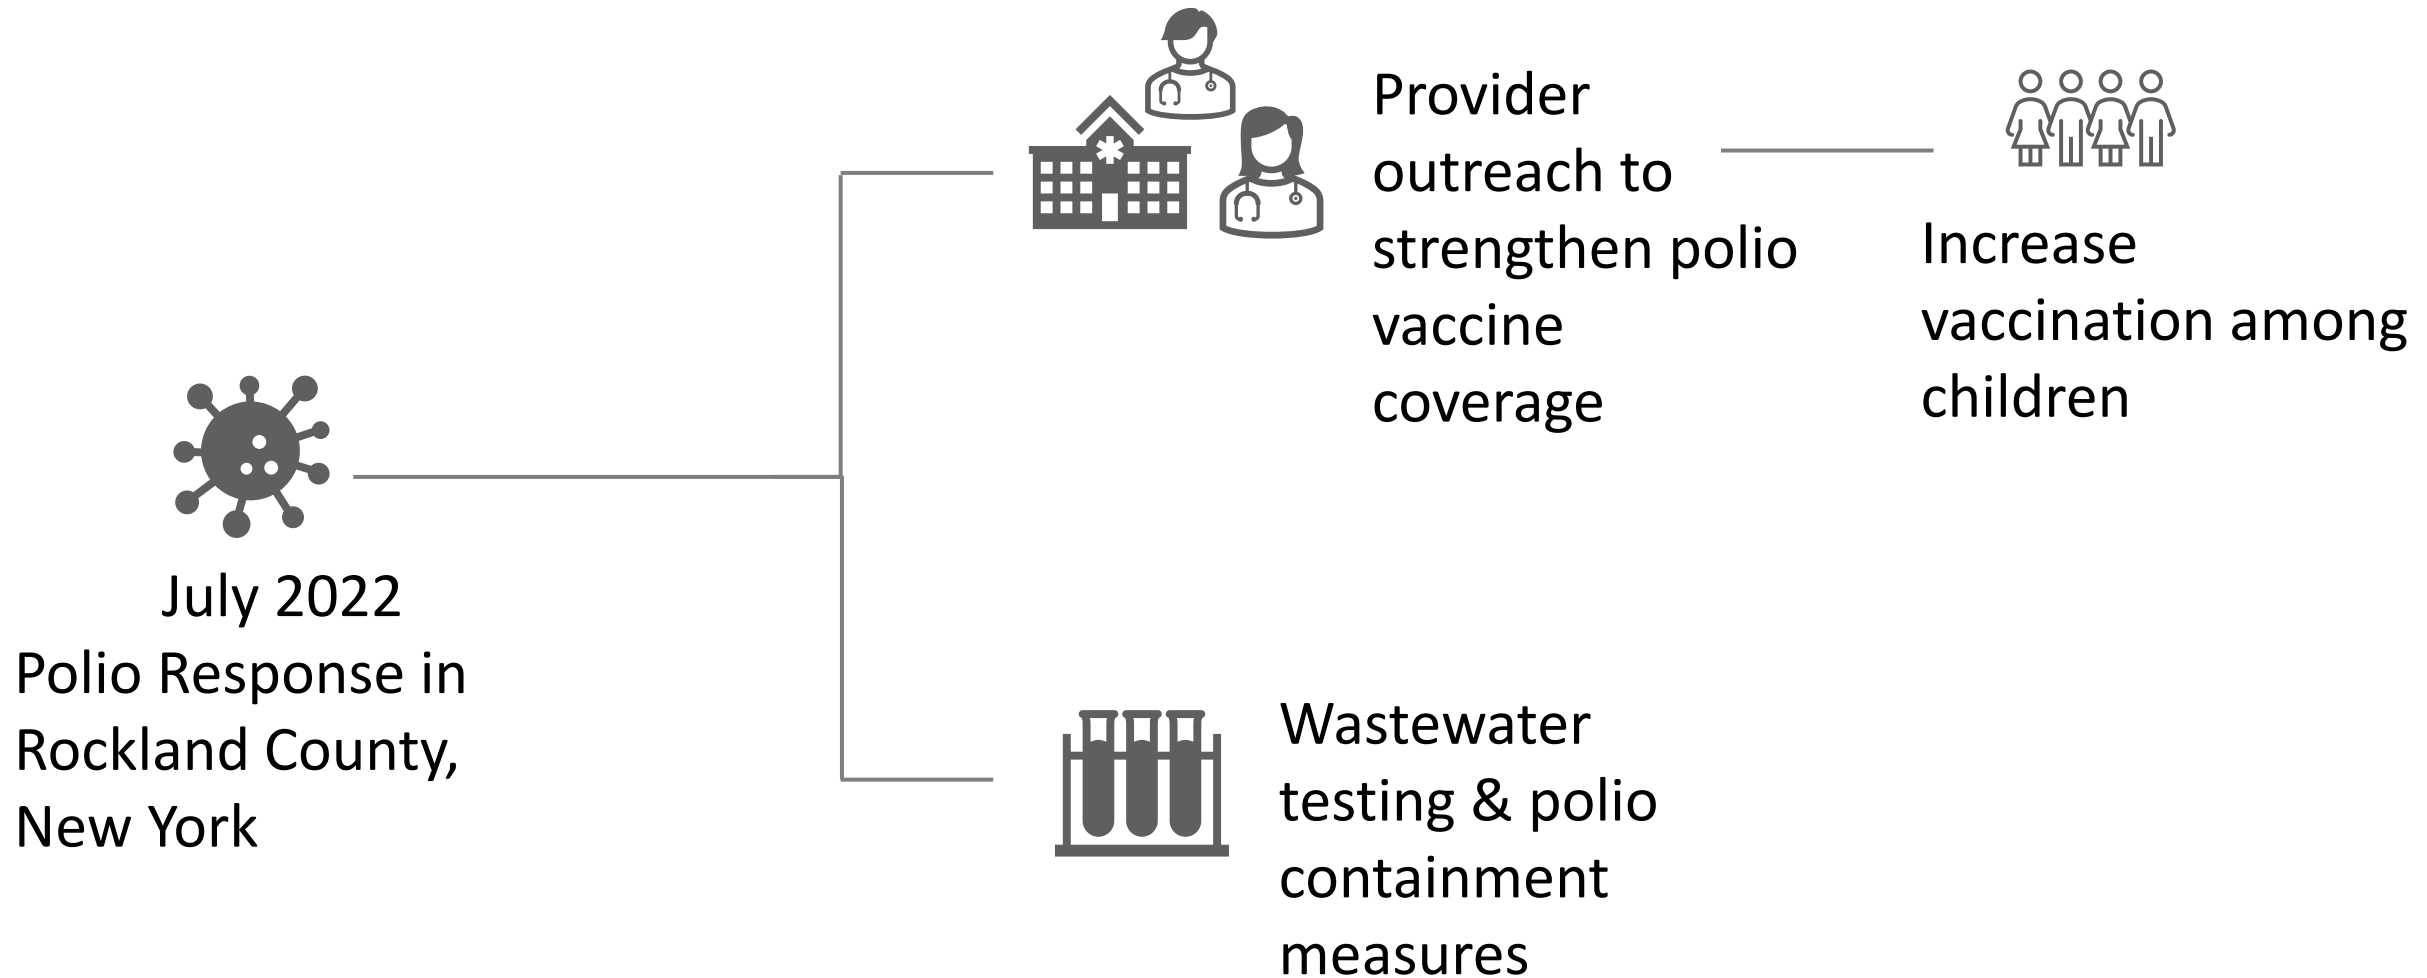 July 2022
Polio Response in
Rockland County,
New York
Provider
outreach to
strengthen polio
vaccine
coverage
Increase
vaccination among
children
Wastewater
testing & polio
containment
measures